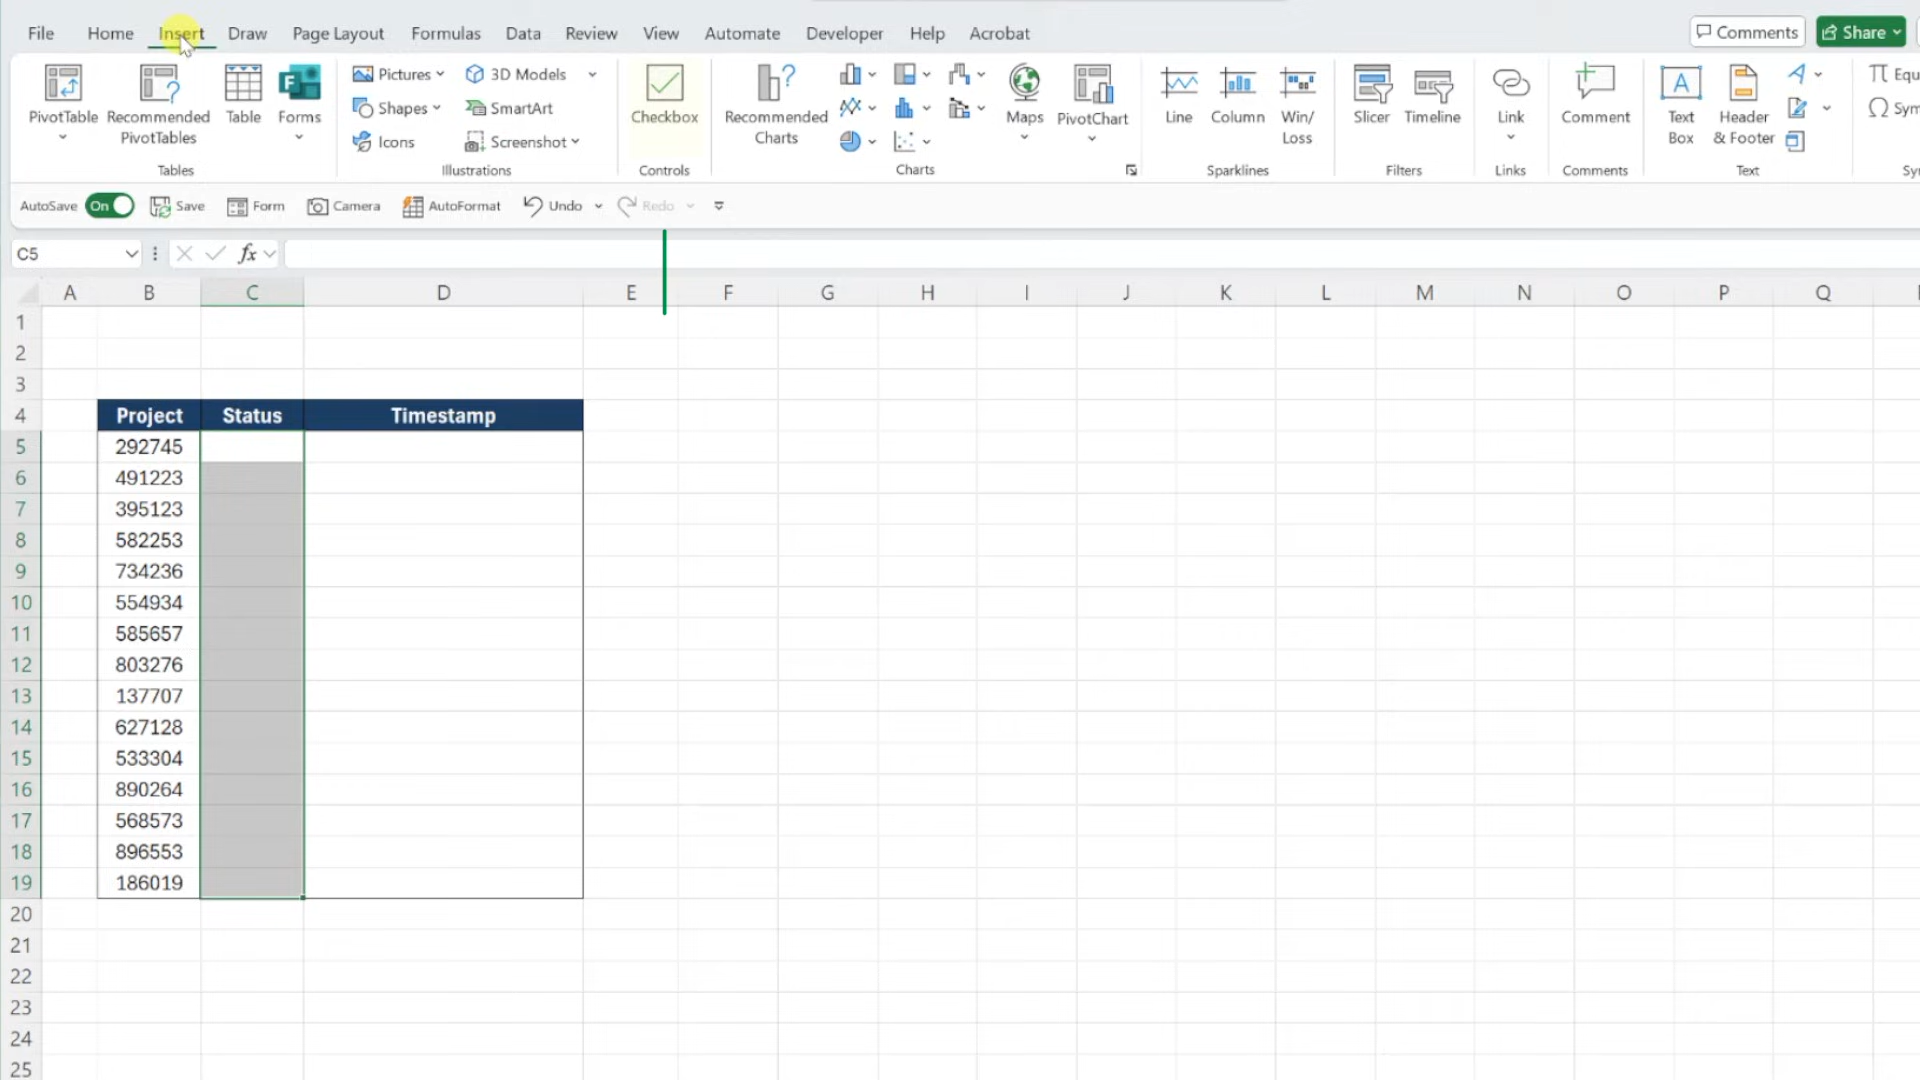 File Home Insert Draw Page Layout Formulas Data Review View Automate Developer Help Acrobat Comments Share
PivotTable Recommended PivotTables Table Forms
Tables
Pictures 3D Models
Shapes SmartArt
Icons Screenshot
Illustrations
Checkbox
Controls
Recommended Charts Maps PivotChart
Charts
Line Column Win/Loss
Sparklines
Slicer Timeline
Filters
Link
Links
Comment
Comments
Text Box Header & Footer
Text
Equ
Sym
Sy
AutoSave On Save Form Camera AutoFormat Undo Redo
C5 fx
A B C D E F G H I J K L M N O P Q
1
2
3
4 Project Status Timestamp
5 292745
6 491223
7 395123
8 582253
9 734236
10 554934
11 585657
12 803276
13 137707
14 627128
15 533304
16 890264
17 568573
18 896553
19 186019
20
21
22
23
24
25